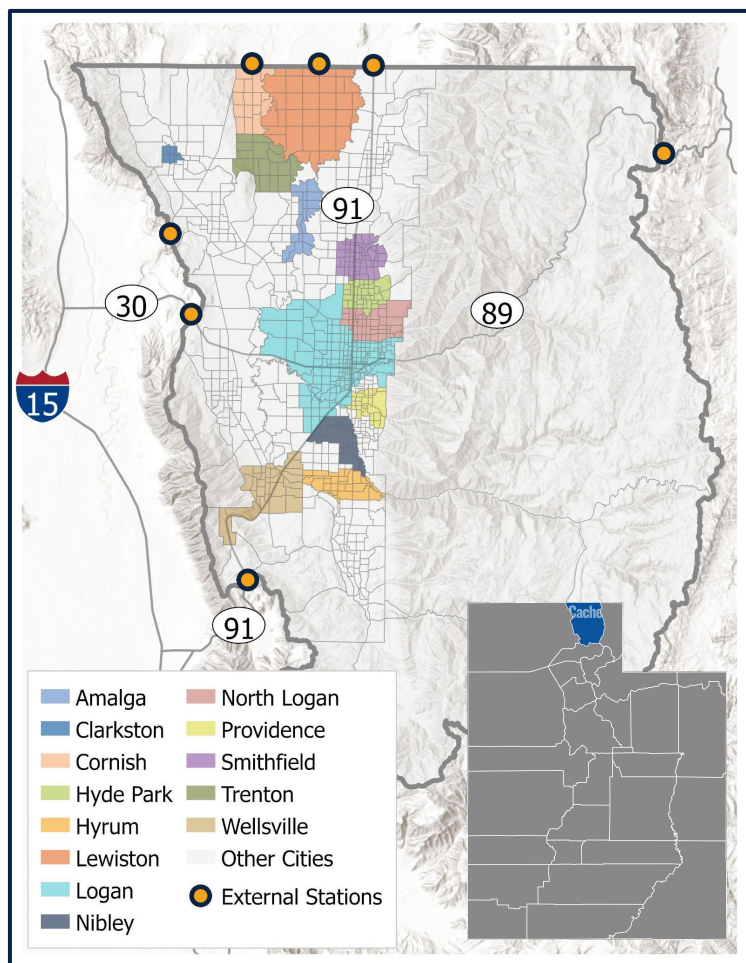 91
30
89
15
91
Cache
Amalga
Clarkston
Cornish
Hyde Park
Hyrum
Lewiston
Logan
Nibley
North Logan
Providence
Smithfield
Trenton
Wellsville
Other Cities
External Stations